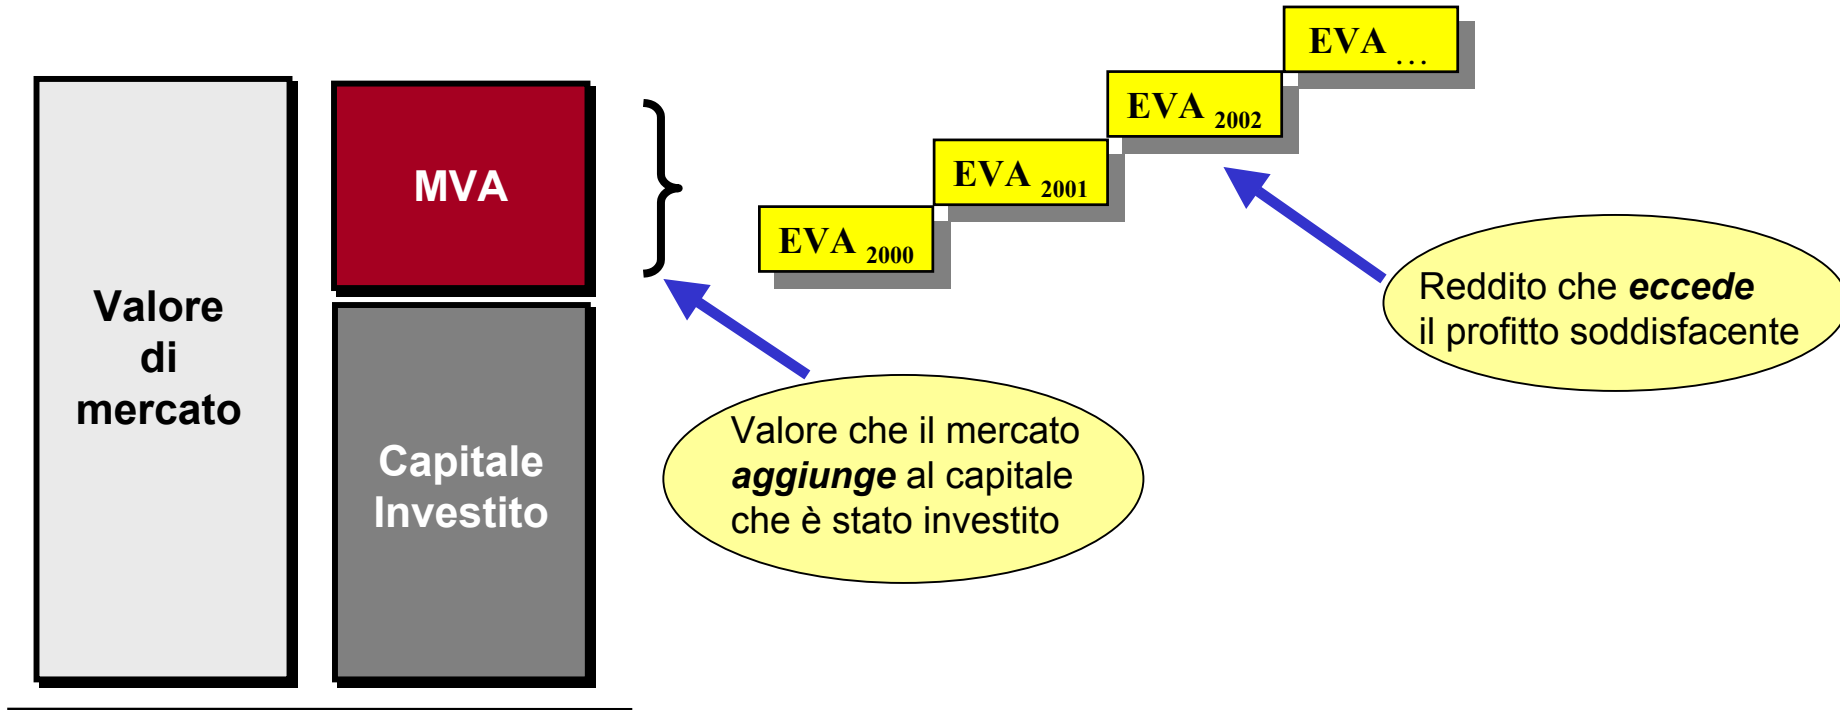 Valore
di
mercato
MVA
Capitale
Investito
EVA 2000
EVA 2001
EVA 2002
EVA ...
Valore che il mercato
aggiunge al capitale
che è stato investito
Reddito che eccede
il profitto soddisfacente